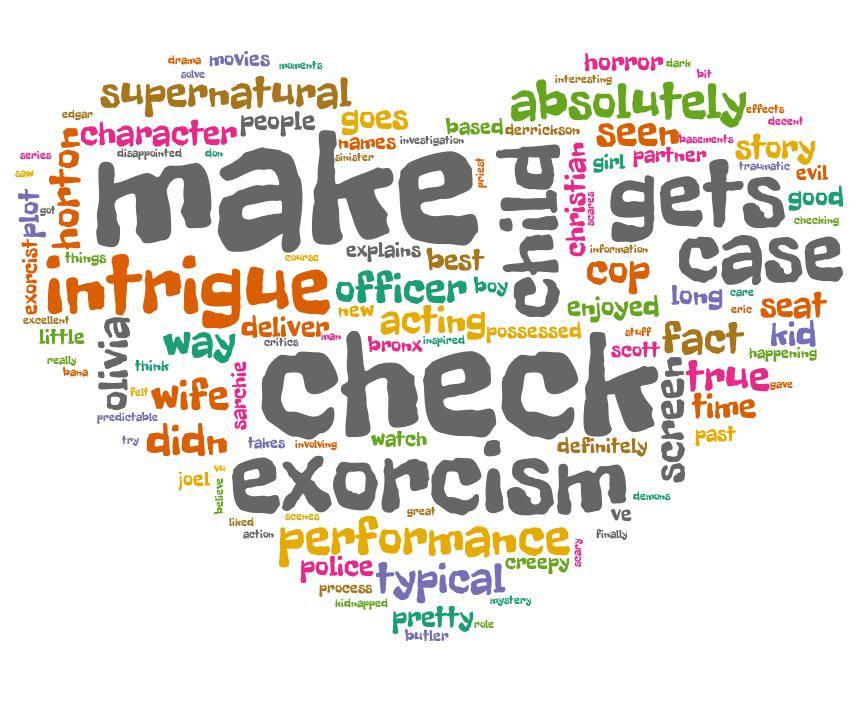 drama
movies
moments
solve
horror
dark
interesting
bit
supernatural
absolutely
effects
decent
edgar
character
people
goes
based
derrickson
seen
basements
story
series
disappointed
don
names
investigation
sinister
priest
girl
partner
traumatic
evil
saw
plot
got
horton
make
child
christian
scares
gets
good
checking
exorcist
things
course
explains
best
information
case
intrigue
officer
boy
cop
long
care
eric
seat
enjoyed
excellent
little
olivia
way
deliver
critics
man
new
acting
possessed
bronx
inspired
stuff
scott
fact
kid
happening
really
bana
think
felt
wife
sarchie
check
screen
true
gave
time
predictable
try
didn
takes
involving
watch
definitely
past
joel
vu
believe
exorcism
demons
ve
liked
action
scenes
great
finally
performance
scary
police
typical
creepy
process
kidnapped
mystery
pretty
role
butler